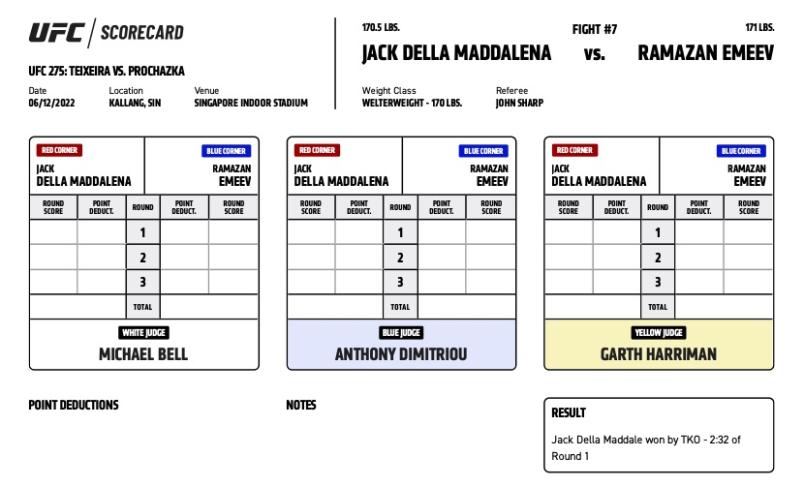 UFC / SCORECARD
UFC 275: TEIXEIRA VS. PROCHAZKA
Date Location Venue
06/12/2022 KALLANG, SIN SINGAPORE INDOOR STADIUM
170.5 LBS. FIGHT #7 171 LBS.
JACK DELLA MADDALENA vs. RAMAZAN EMEEV
Weight Class Referee
WELTERWEIGHT - 170 LBS. JOHN SHARP
RED CORNER BLUE CORNER
JACK RAMAZAN
DELLA MADDALENA EMEEV
ROUND POINT ROUND POINT ROUND
SCORE DEDUCT. DEDUCT. SCORE
1
2
3
TOTAL
WHITE JUDGE
MICHAEL BELL
RED CORNER BLUE CORNER
JACK RAMAZAN
DELLA MADDALENA EMEEV
ROUND POINT ROUND POINT ROUND
SCORE DEDUCT. DEDUCT. SCORE
1
2
3
TOTAL
BLUE JUDGE
ANTHONY DIMITRIOU
RED CORNER BLUE CORNER
JACK RAMAZAN
DELLA MADDALENA EMEEV
ROUND POINT ROUND POINT ROUND
SCORE DEDUCT. DEDUCT. SCORE
1
2
3
TOTAL
YELLOW JUDGE
GARTH HARRIMAN
POINT DEDUCTIONS
NOTES
RESULT
Jack Della Maddale won by TKO - 2:32 of
Round 1